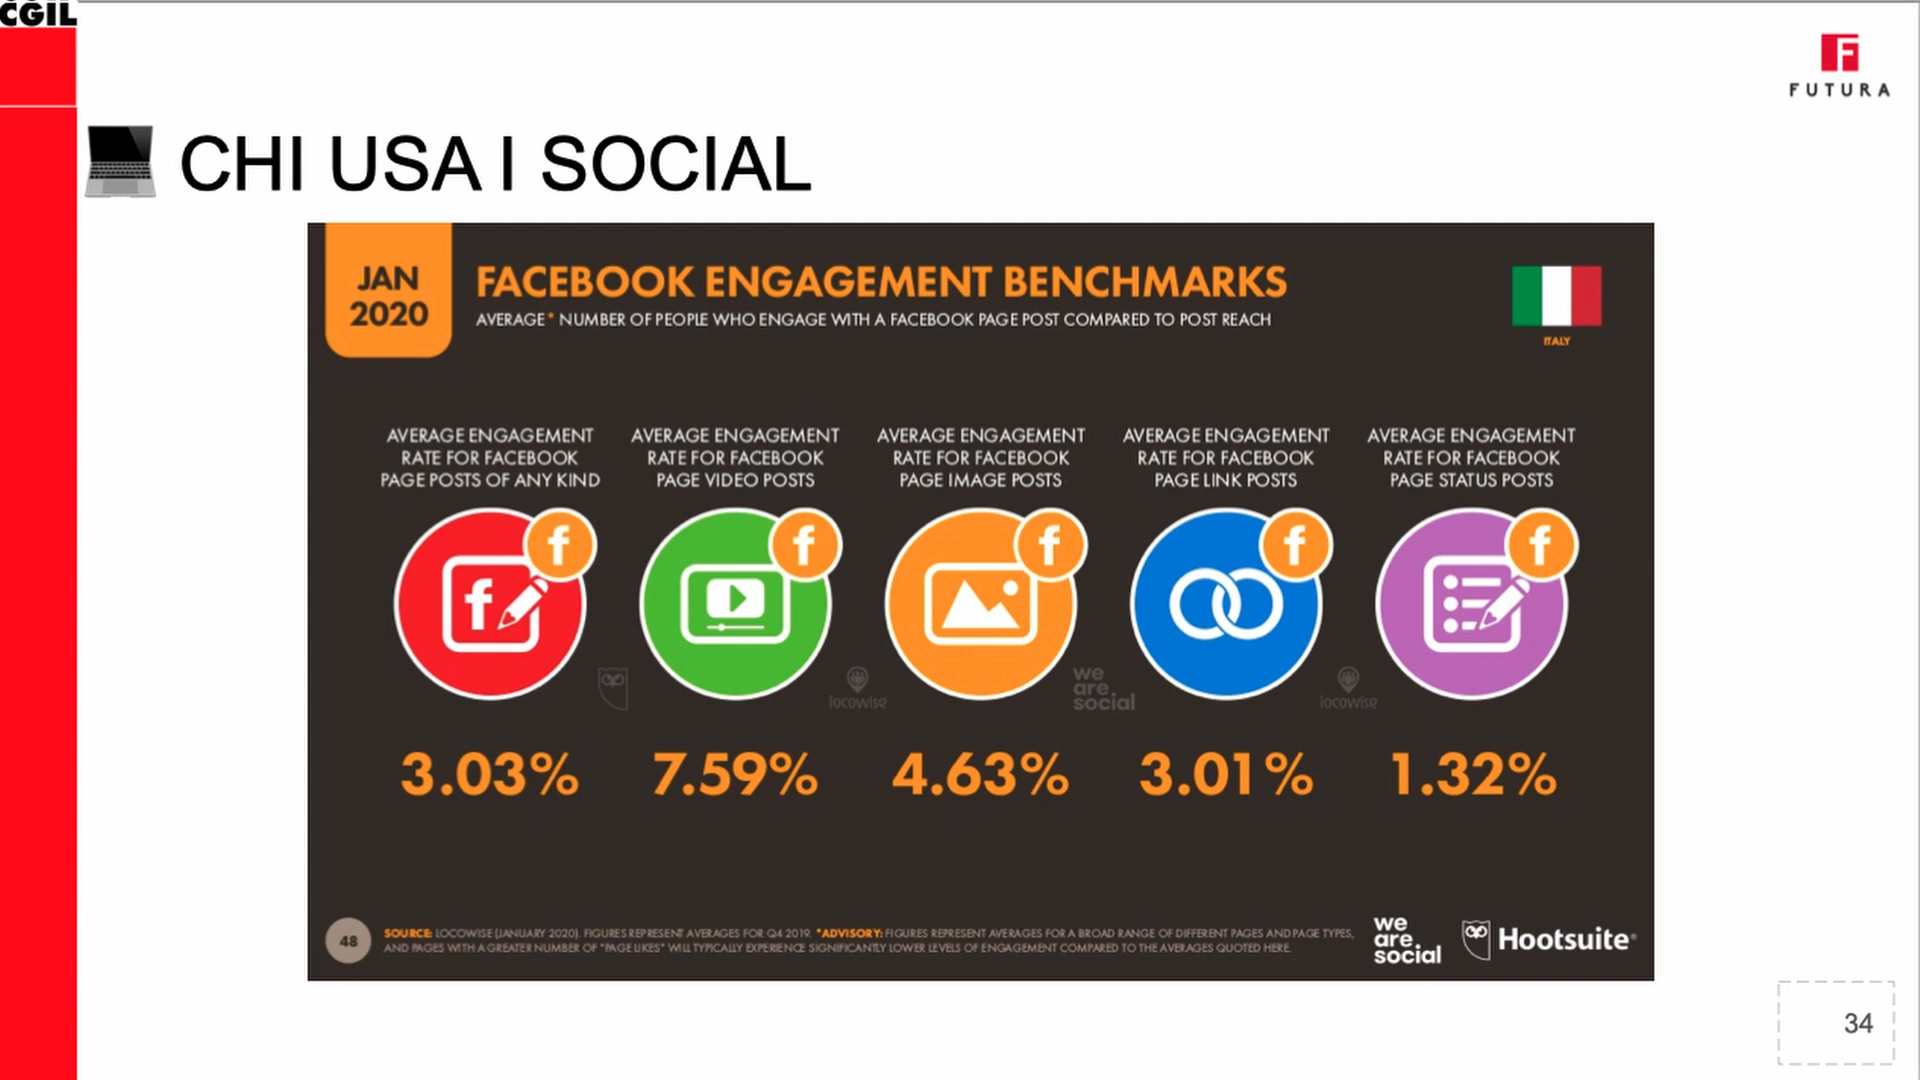 CGIL
FUTURA
CHI USA I SOCIAL
JAN
2020
FACEBOOK ENGAGEMENT BENCHMARKS
AVERAGE* NUMBER OF PEOPLE WHO ENGAGE WITH A FACEBOOK PAGE POST COMPARED TO POST REACH
ITALY
AVERAGE ENGAGEMENT
RATE FOR FACEBOOK
PAGE POSTS OF ANY KIND
AVERAGE ENGAGEMENT
RATE FOR FACEBOOK
PAGE VIDEO POSTS
AVERAGE ENGAGEMENT
RATE FOR FACEBOOK
PAGE IMAGE POSTS
AVERAGE ENGAGEMENT
RATE FOR FACEBOOK
PAGE LINK POSTS
AVERAGE ENGAGEMENT
RATE FOR FACEBOOK
PAGE STATUS POSTS
locowise
we
are
social
locowise
3.03%
7.59%
4.63%
3.01%
1.32%
48
SOURCE: LOCOWISE (JANUARY 2020). FIGURES REPRESENT AVERAGES FOR Q4 2019. *ADVISORY: FIGURES REPRESENT AVERAGES FOR A BROAD RANGE OF DIFFERENT PAGES AND PAGE TYPES,
AND PAGES WITH A GREATER NUMBER OF "PAGE LIKES" WILL TYPICALLY EXPERIENCE SIGNIFICANTLY LOWER LEVELS OF ENGAGEMENT COMPARED TO THE AVERAGES QUOTED HERE.
we
are.
social
Hootsuite®
34